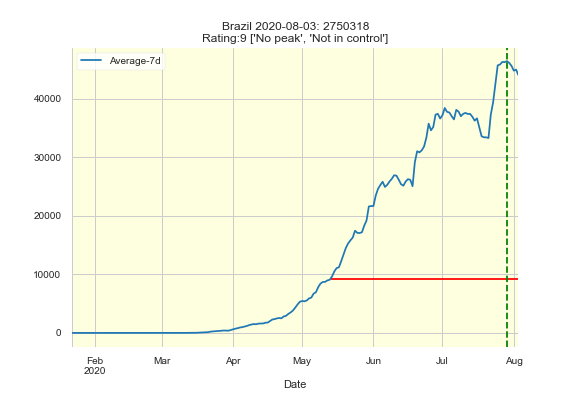 Brazil 2020-08-03: 2750318
Rating:9 ['No peak', 'Not in control']
Average-7d
40000
30000
20000
10000
0
Feb Mar Apr May Jun Jul Aug
2020
Date